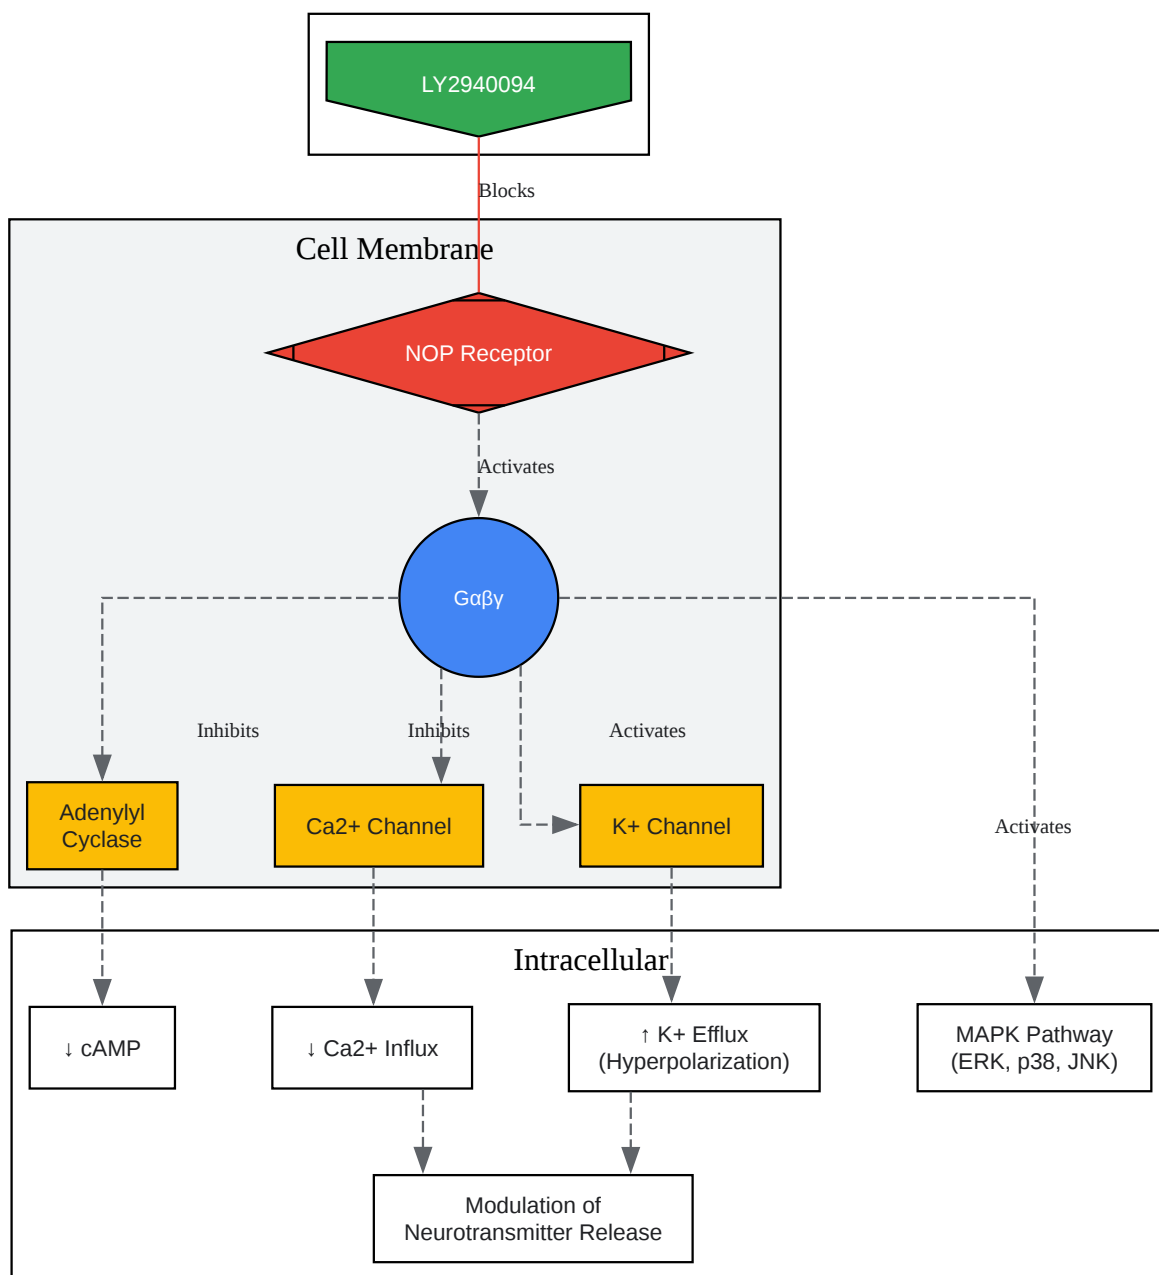 LY2940094
Blocks
Cell Membrane
NOP Receptor
Activates
Gαβγ
Inhibits
Inhibits
Activates
Adenylyl
Cyclase
Ca2+ Channel
K+ Channel
Activates
Intracellular
↓ cAMP
↓ Ca2+ Influx
↑ K+ Efflux
(Hyperpolarization)
MAPK Pathway
(ERK, p38, JNK)
Modulation of
Neurotransmitter Release